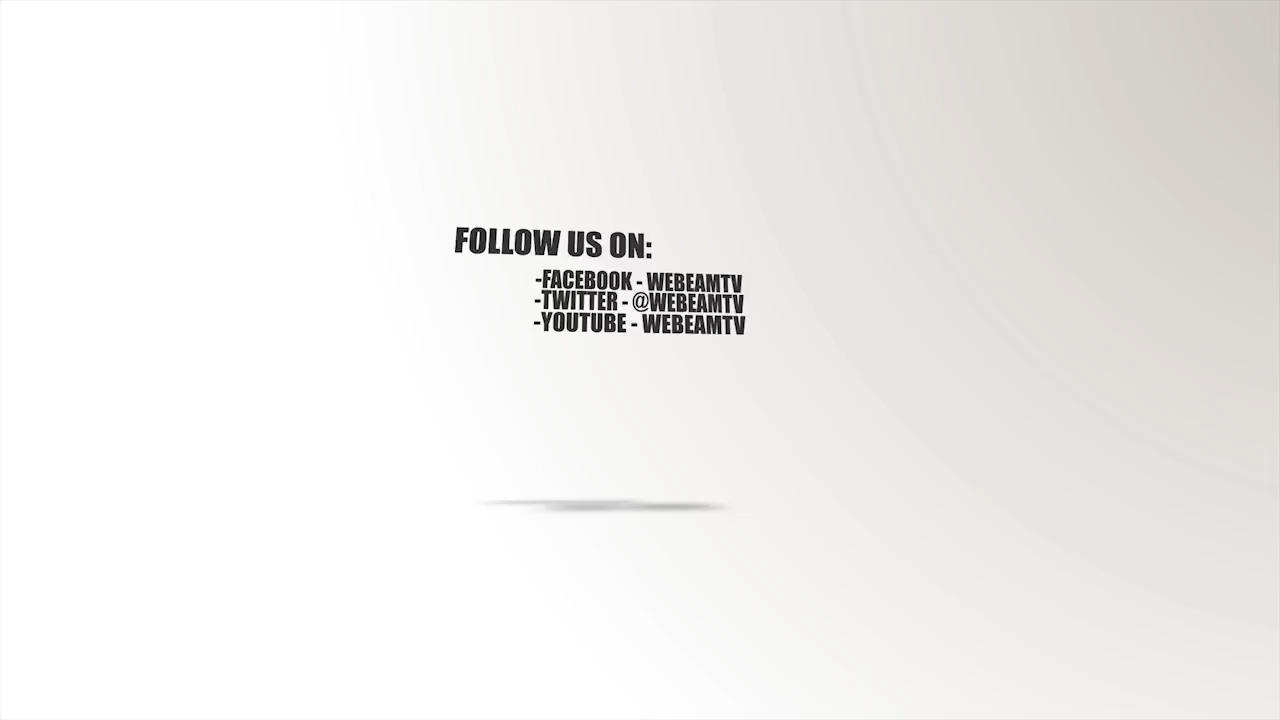 FOLLOW US ON:
-FACEBOOK - WEBEAMTV
-TWITTER - @WEBEAMTV
-YOUTUBE - WEBEAMTV